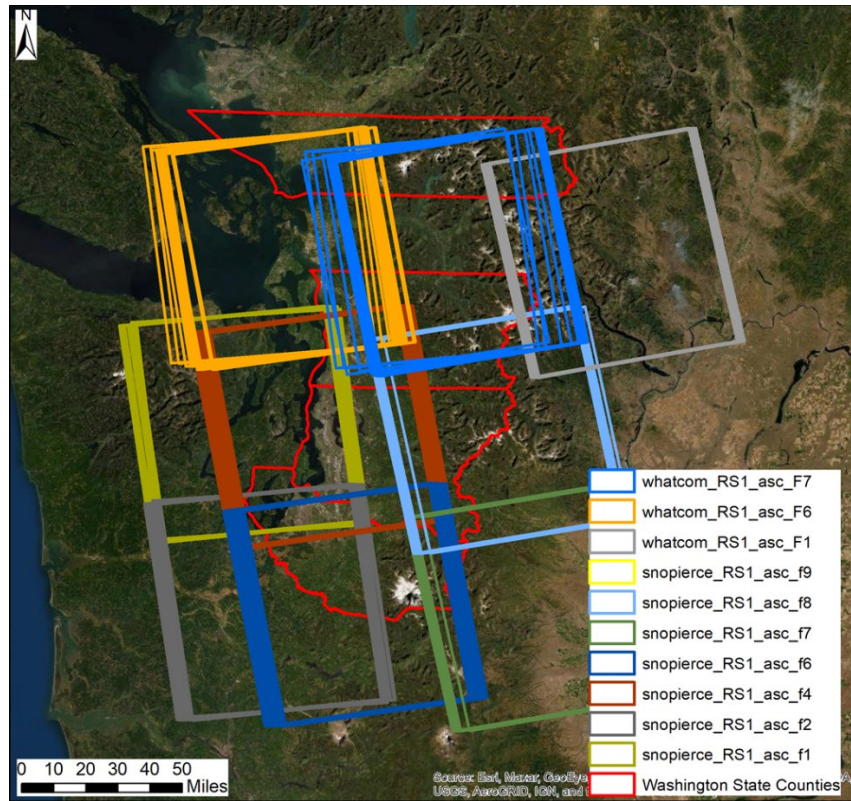 N
whatcom_RS1_asc_F7
whatcom_RS1_asc_F6
whatcom_RS1_asc_F1
snopierce_RS1_asc_f9
snopierce_RS1_asc_f8
snopierce_RS1_asc_f7
snopierce_RS1_asc_f6
snopierce_RS1_asc_f4
snopierce_RS1_asc_f2
snopierce_RS1_asc_f1
Washington State Counties
0 10 20 30 40 50
Miles
Source: Esri, Maxar, GeoEye
USGS, AeroGRID, IGN, and